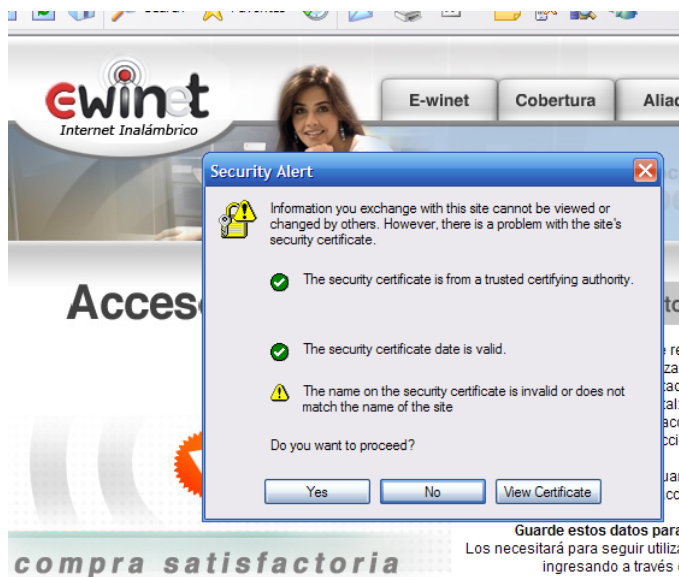 Search
Favorites
ewinet
Internet Inalámbrico
E-winet
Cobertura
Security Alert
Information you exchange with this site cannot be viewed or
changed by others. However, there is a problem with the site's
security certificate.
The security certificate is from a trusted certifying authority.
The security certificate date is valid.
The name on the security certificate is invalid or does not
match the name of the site
Do you want to proceed?
Yes
No
View Certificate
Guarde estos datos para
Los necesitará para seguir
ingresando a través
compra satisfactoria